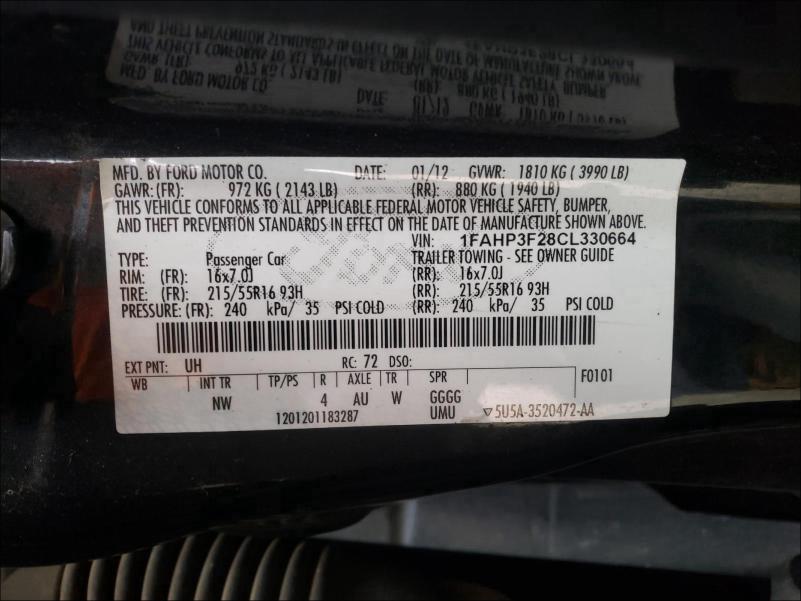 MFD. BY FORD MOTOR CO. DATE: 01/12 GVWR: 1810 KG ( 3990 LB)
GAWR:(FR): 972 KG ( 2143 LB) (RR): 880 KG ( 1940 LB)
THIS VEHICLE CONFORMS TO ALL APPLICABLE FEDERAL MOTOR VEHICLE SAFETY, BUMPER,
AND THEFT PREVENTION STANDARDS IN EFFECT ON THE DATE OF MANUFACTURE SHOWN ABOVE.
VIN: 1FAHP3F28CL330664
TYPE: Passenger Car TRAILER TOWING - SEE OWNER GUIDE
RIM: (FR): 16x7.0J (RR): 16x7.0J
TIRE: (FR): 215/55R16 93H (RR): 215/55R16 93H
PRESSURE: (FR): 240 kPa/ 35 PSI COLD (RR): 240 kPa/ 35 PSI COLD
EXT PNT: UH RC: 72 DSO:
WB INT TR TP/PS R AXLE TR SPR F0101
NW 4 AU W GGGG
1201201183287 UMU ▽5U5A-3520472-AA